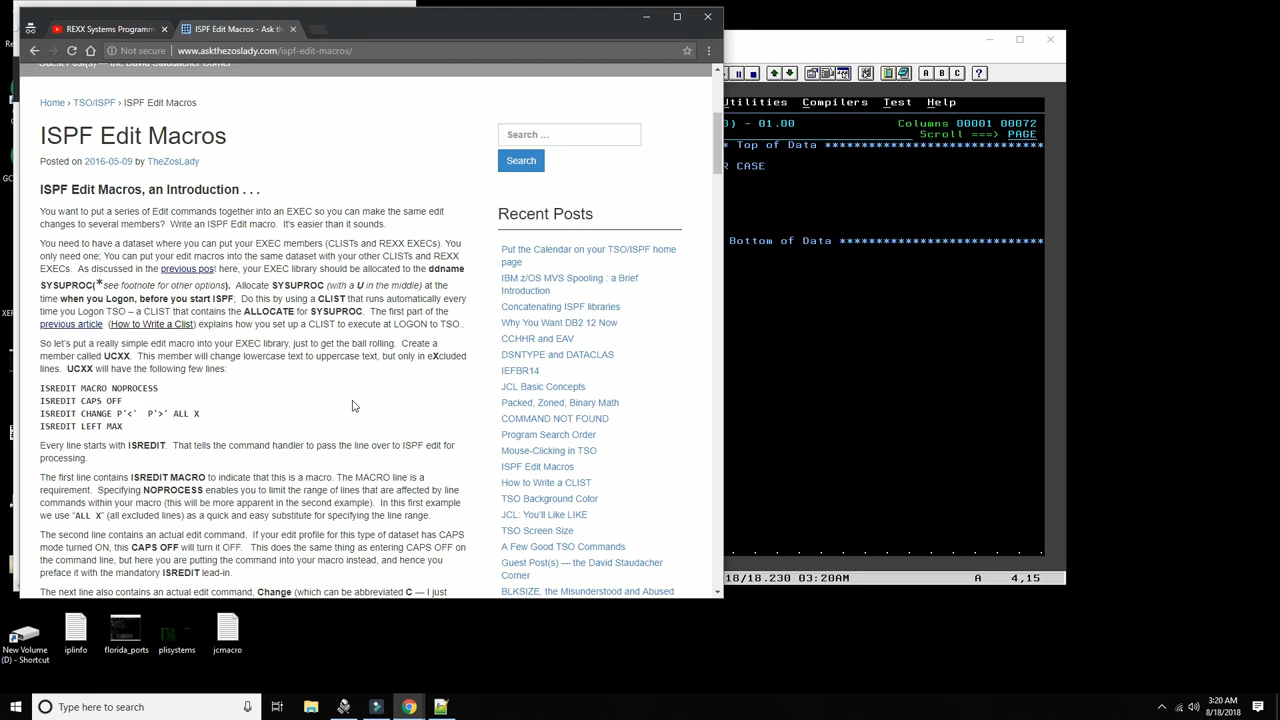 REXX Systems Programm
ISPF Edit Macros - Ask th
Not secure www.askthezoslady.com/ispf-edit-macros/
Guest Post(s) — the David Staudacher Corner
Home › TSO/ISPF › ISPF Edit Macros
ISPF Edit Macros
Posted on 2016-05-09 by TheZosLady
ISPF Edit Macros, an Introduction . . .
You want to put a series of Edit commands together into an EXEC so you can make the same edit
changes to several members? Write an ISPF Edit macro. It's easier than it sounds.
You need to have a dataset where you can put your EXEC members (CLISTs and REXX EXECs). You
only need one; You can put your edit macros into the same dataset with your other CLISTs and REXX
EXECs. As discussed in the previous post here, your EXEC library should be allocated to the ddname
SYSUPROC(*see footnote for other options). Allocate SYSUPROC (with a U in the middle) at the
time when you Logon, before you start ISPF; Do this by using a CLIST that runs automatically every
time you Logon TSO – a CLIST that contains the ALLOCATE for SYSUPROC. The first part of the
previous article (How to Write a Clist) explains how you set up a CLIST to execute at LOGON to TSO..
So let's put a really simple edit macro into your EXEC library, just to get the ball rolling. Create a
member called UCXX. This member will change lowercase text to uppercase text, but only in eXcluded
lines. UCXX will have the following few lines:
ISREDIT MACRO NOPROCESS
ISREDIT CAPS OFF
ISREDIT CHANGE P'<' P'>' ALL X
ISREDIT LEFT MAX
Every line starts with ISREDIT. That tells the command handler to pass the line over to ISPF edit for
processing.
The first line contains ISREDIT MACRO to indicate that this is a macro. The MACRO line is a
requirement. Specifying NOPROCESS enables you to limit the range of lines that are affected by line
commands within your macro (this will be more apparent in the second example). In this first example
we use "ALL X" (all excluded lines) as a quick and easy substitute for specifying the line range.
The second line contains an actual edit command. If your edit profile for this type of dataset has CAPS
mode turned ON, this CAPS OFF will turn it OFF. This does the same thing as entering CAPS OFF on
the command line, but here you are putting the command into your macro instead, and hence you
preface it with the mandatory ISREDIT lead-in.
The next line also contains an actual edit command, Change (which can be abbreviated C — I just
Search ...
Search
Recent Posts
Put the Calendar on your TSO/ISPF home
page
IBM z/OS MVS Spooling : a Brief
Introduction
Concatenating ISPF libraries
Why You Want DB2 12 Now
CCHHR and EAV
DSNTYPE and DATACLAS
IEFBR14
JCL Basic Concepts
Packed, Zoned, Binary Math
COMMAND NOT FOUND
Program Search Order
Mouse-Clicking in TSO
ISPF Edit Macros
How to Write a CLIST
TSO Background Color
JCL: You'll Like LIKE
TSO Screen Size
A Few Good TSO Commands
Guest Post(s) — the David Staudacher
Corner
BLKSIZE, the Misunderstood and Abused
A B C ?
Utilities Compilers Test Help
) - 01.00 Columns 00001 00072
Scroll ===> PAGE
* Top of Data *****************************
R CASE
Bottom of Data ****************************
18/18.230 03:20AM A 4,15
New Volume
(D) - Shortcut
iplinfo
florida_ports
plisystems
jcmacro
Type here to search
3:20 AM
8/18/2018